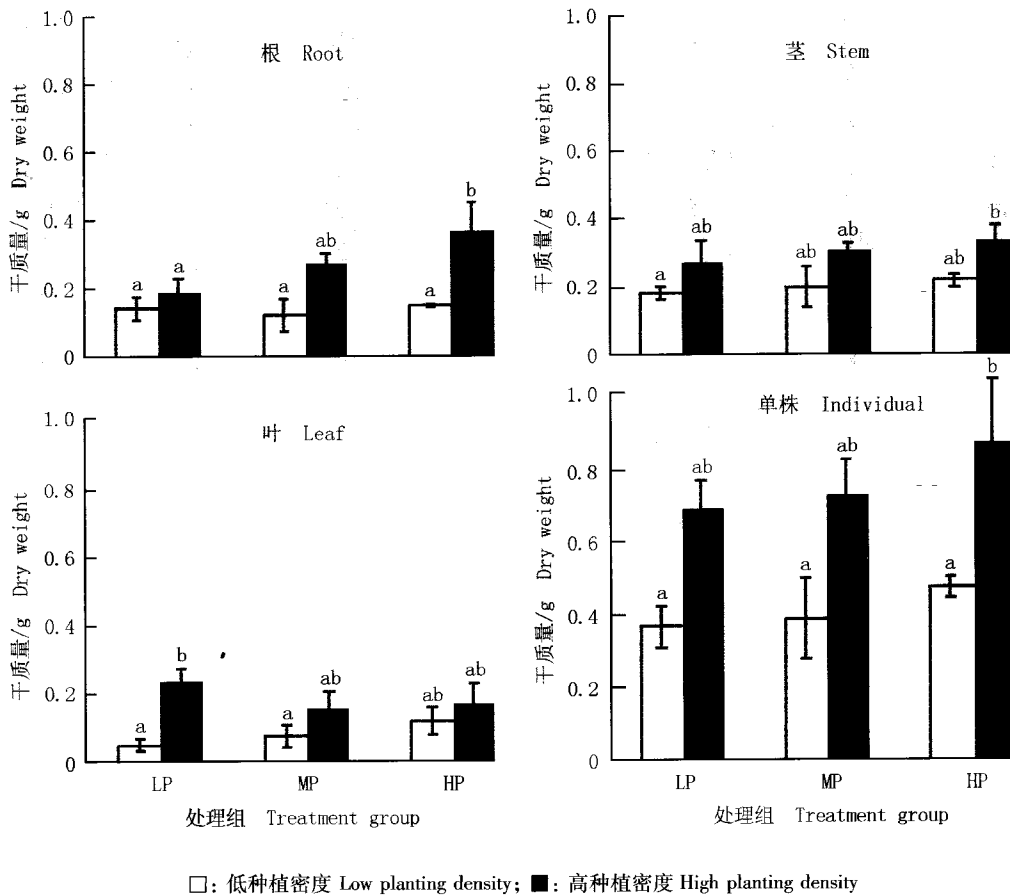 根 Root
干质量/g Dry weight
1.0
0.8
0.6
0.4
0.2
0
a
a
a
ab
a
b
茎 Stem
干质量/g Dry weight
1.0
0.8
0.6
0.4
0.2
0
a
ab
ab
ab
ab
b
叶 Leaf
干质量/g Dry weight
1.0
0.8
0.6
0.4
0.2
0
a
b
a
ab
ab
ab
LP
MP
HP
处理组 Treatment group
单株 Individual
干质量/g Dry weight
1.0
0.8
0.6
0.4
0.2
0
a
ab
a
ab
a
b
LP
MP
HP
处理组 Treatment group
□: 低种植密度 Low planting density; ■: 高种植密度 High planting density